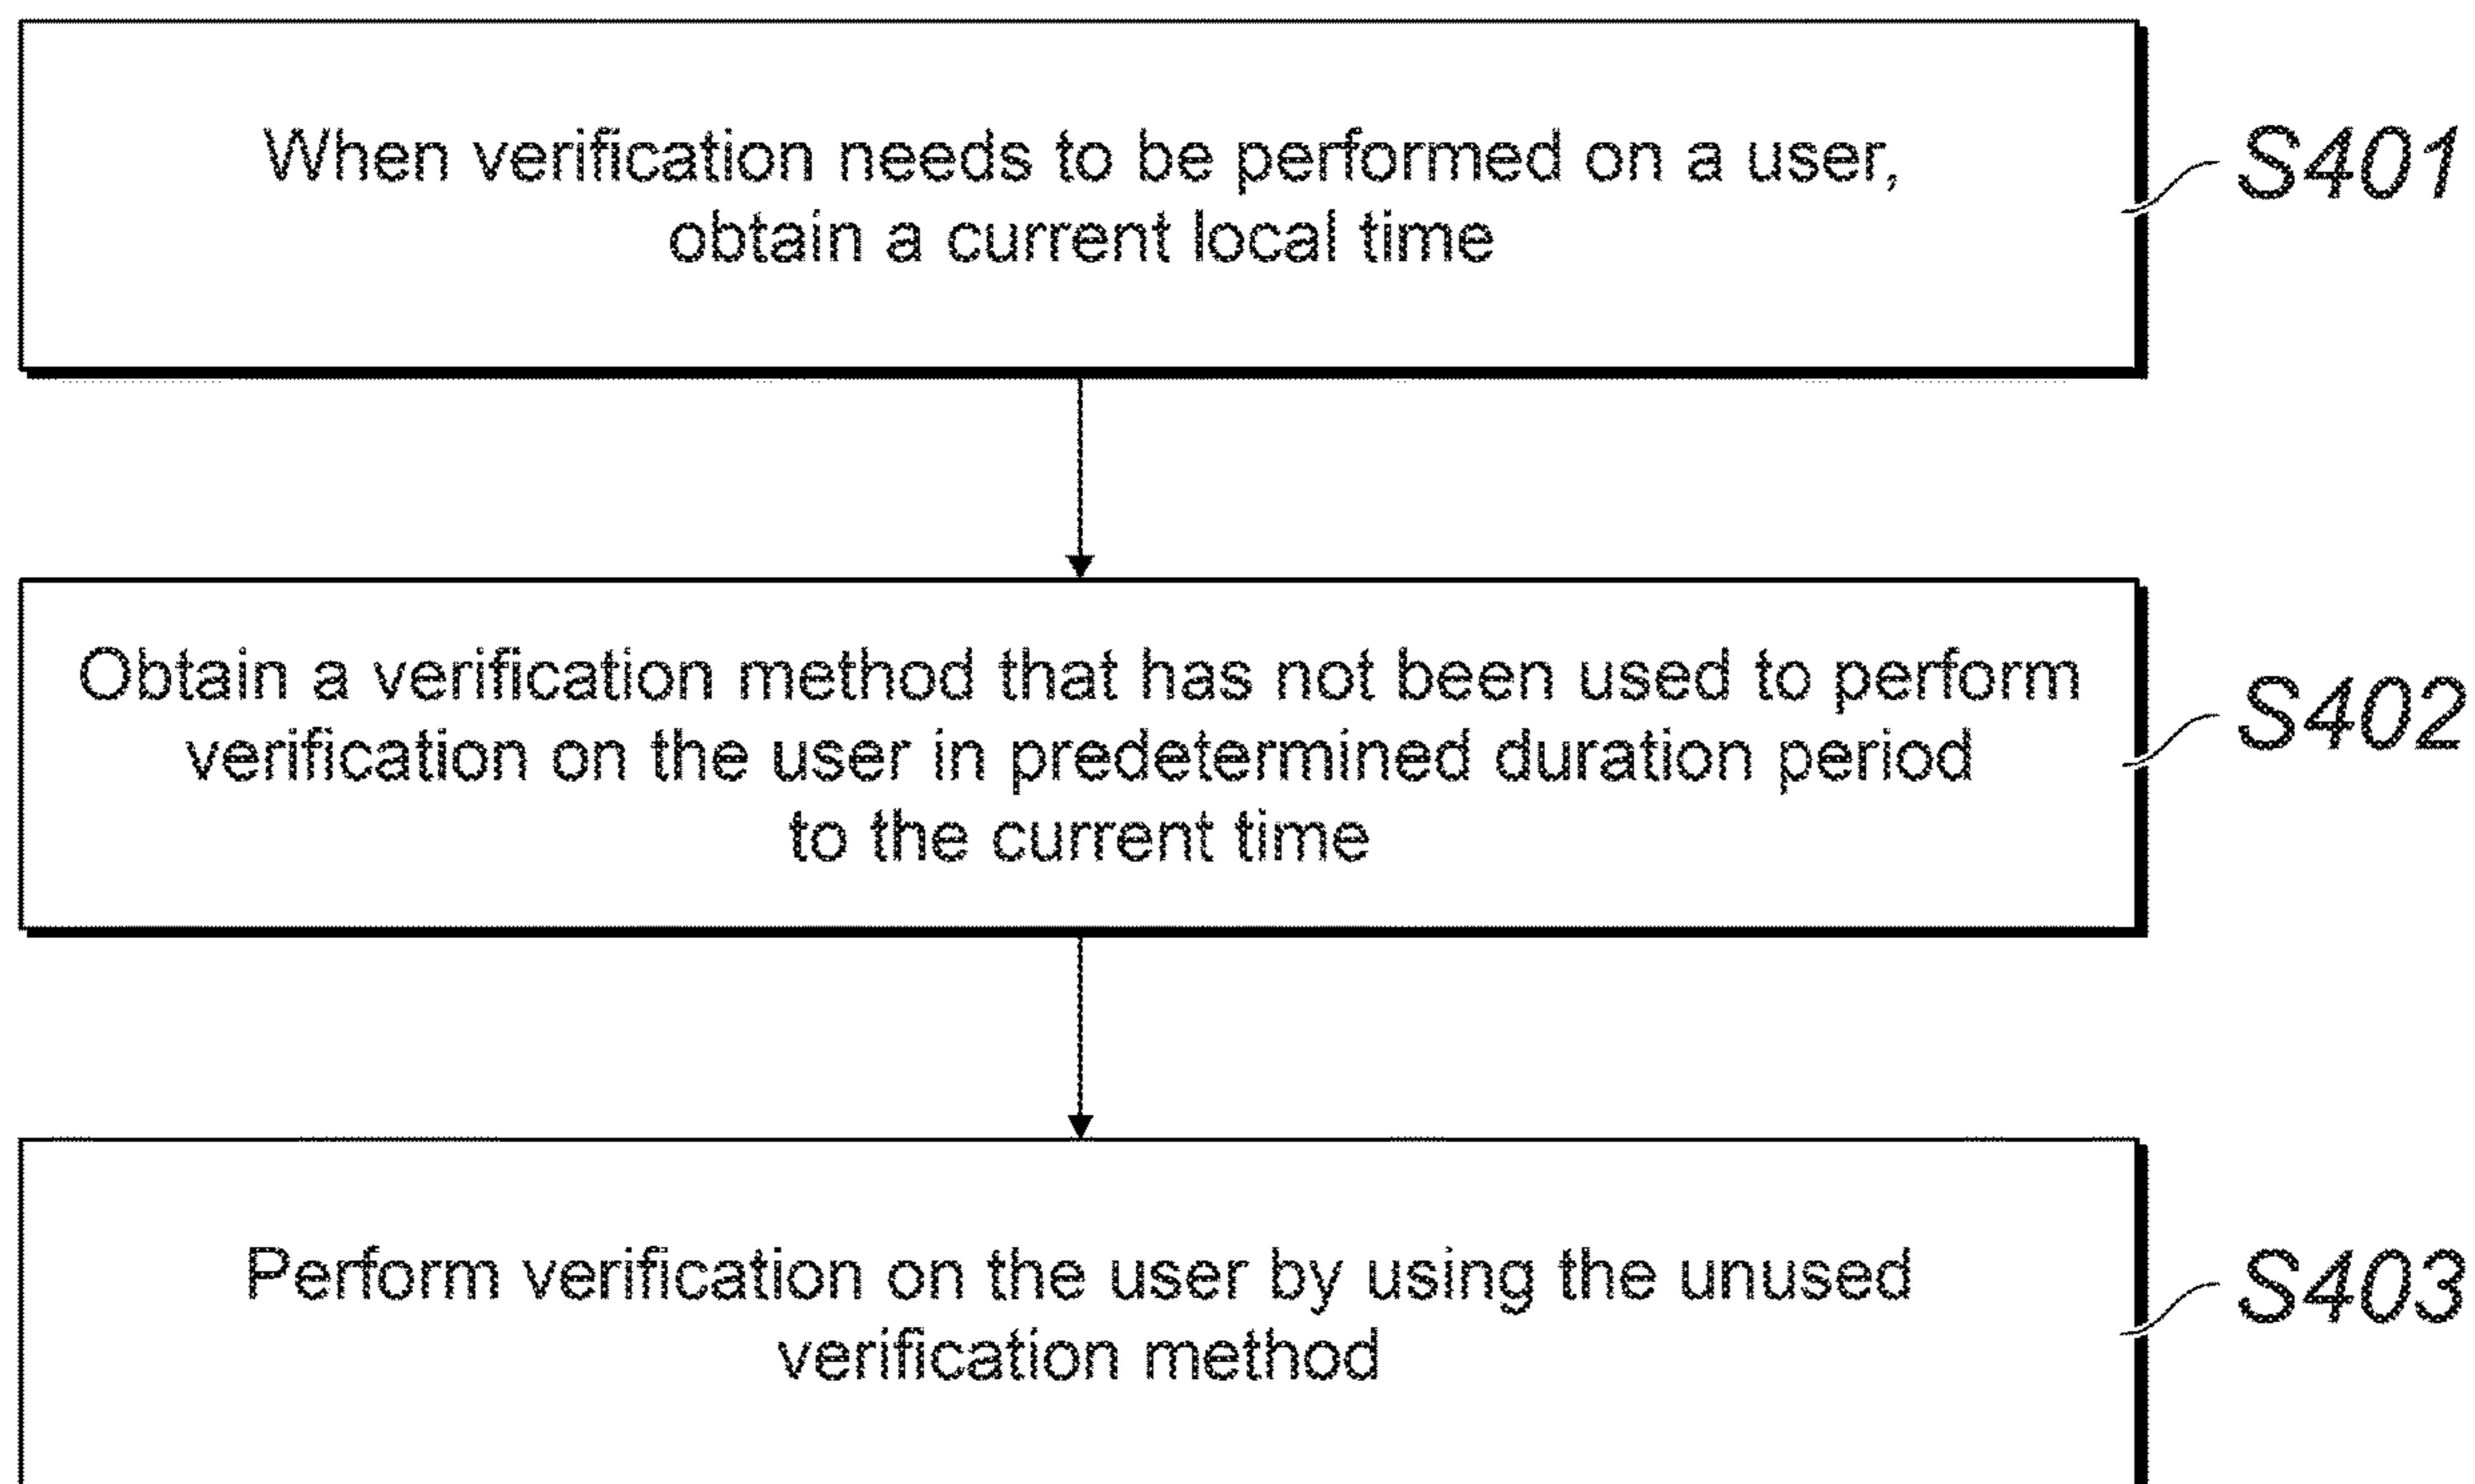 When verification needs to be performed on a user,
obtain a current local time
S401
Obtain a verification method that has not been used to perform
verification on the user in predetermined duration period
to the current time
S402
Perform verification on the user by using the unused
verification method
S403